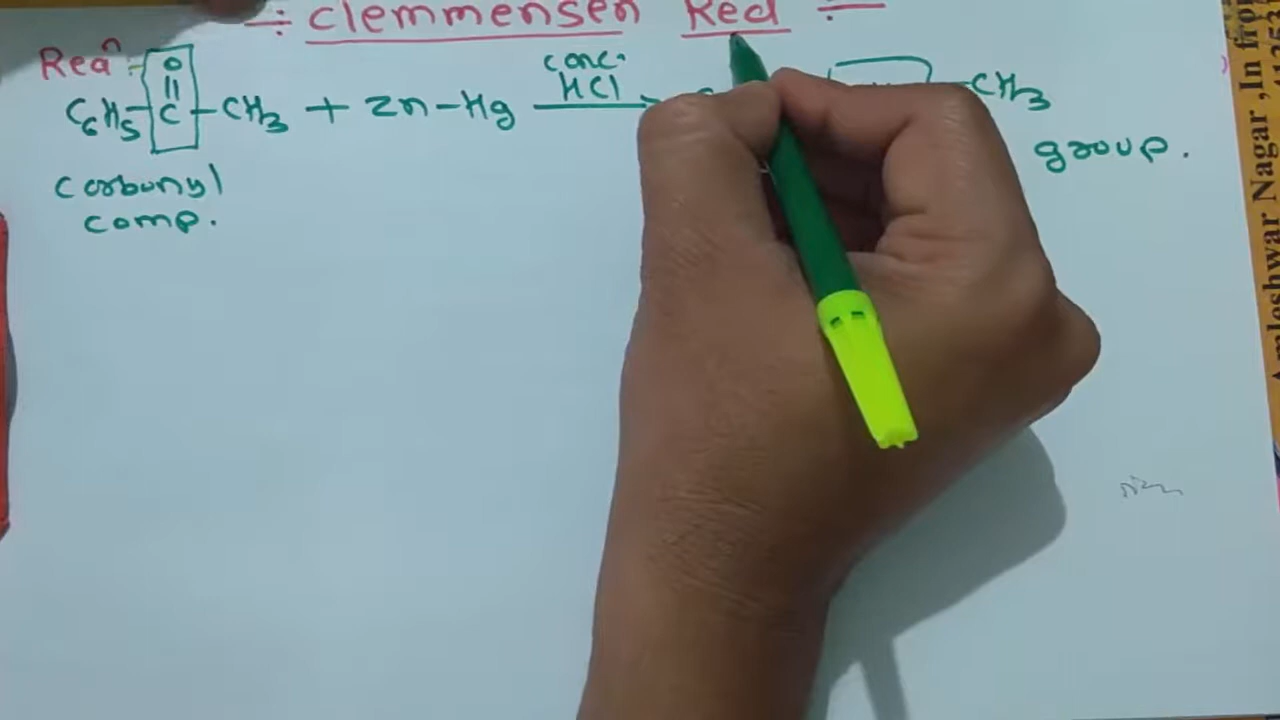 ÷ Clemmensen Red ÷
Reaⁿ :-
O
||
C₆H₅-C-CH₃ + Zn-Hg conc. HCl → -CH₃
group.
Carbonyl
comp.
Amleshwar Nagar, In fro